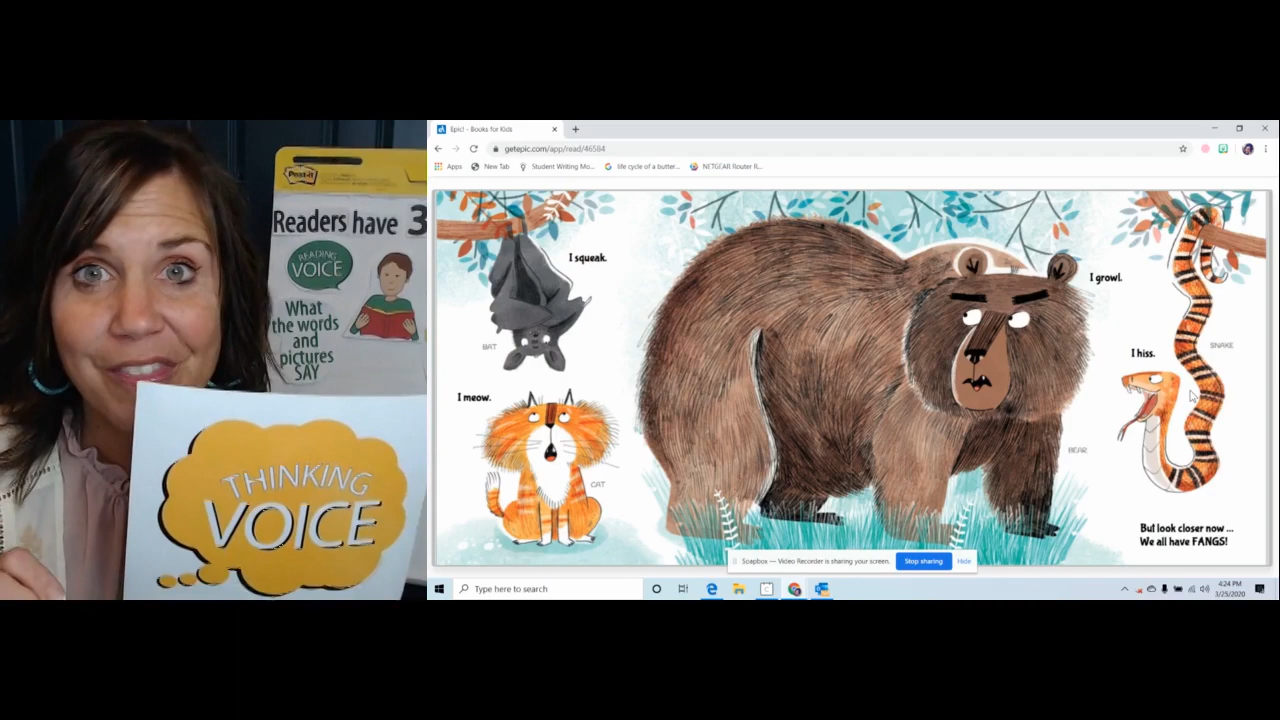 Post-it
Readers have 3
READING
VOICE
What
the words
and
pictures
SAY
THINKING
VOICE
Epic! - Books for Kids
getepic.com/app/read/46584
Apps
New Tab
Student Writing Mo...
life cycle of a butter...
NETGEAR Router R...
I squeak.
BAT
I meow.
CAT
I growl.
BEAR
I hiss.
SNAKE
But look closer now ...
We all have FANGS!
Soapbox — Video Recorder is sharing your screen.
Stop sharing
Hide
Type here to search
4:24 PM
3/25/2020